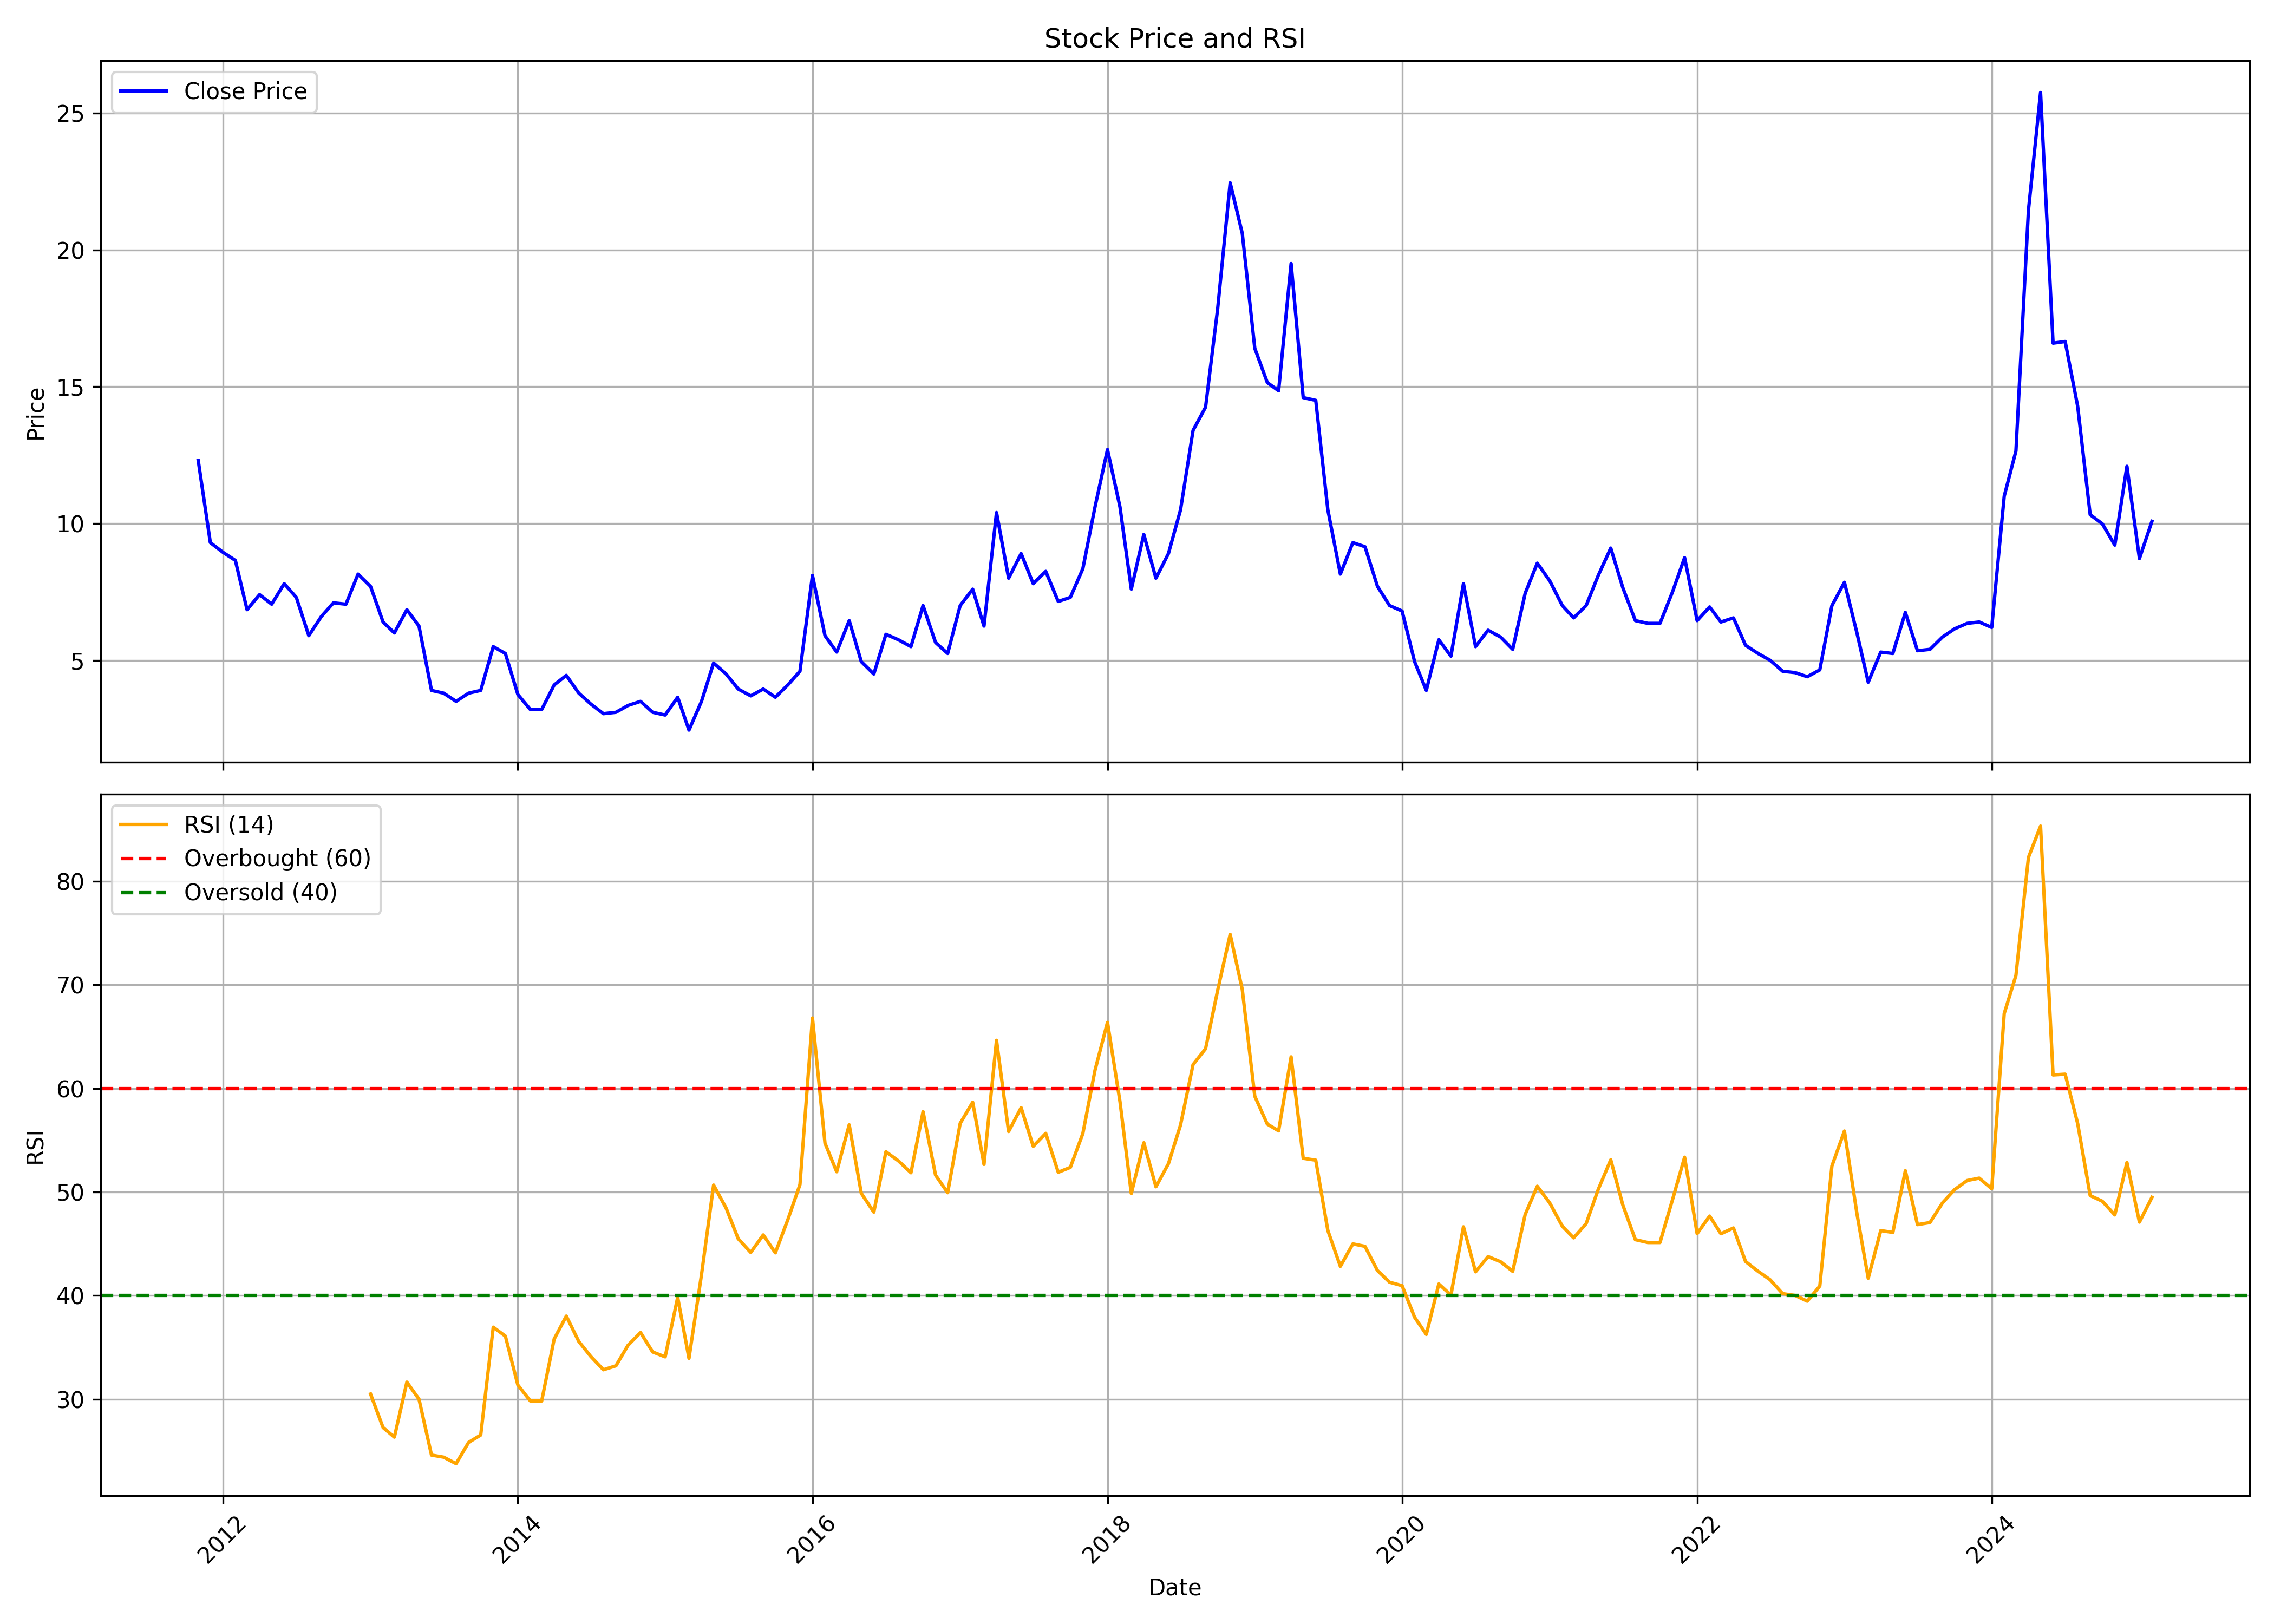 Stock Price and RSI
Close Price
25
20
15
10
5
Price
RSI (14)
Overbought (60)
Oversold (40)
80
70
60
50
40
30
RSI
2012
2014
2016
2018
2020
2022
2024
Date